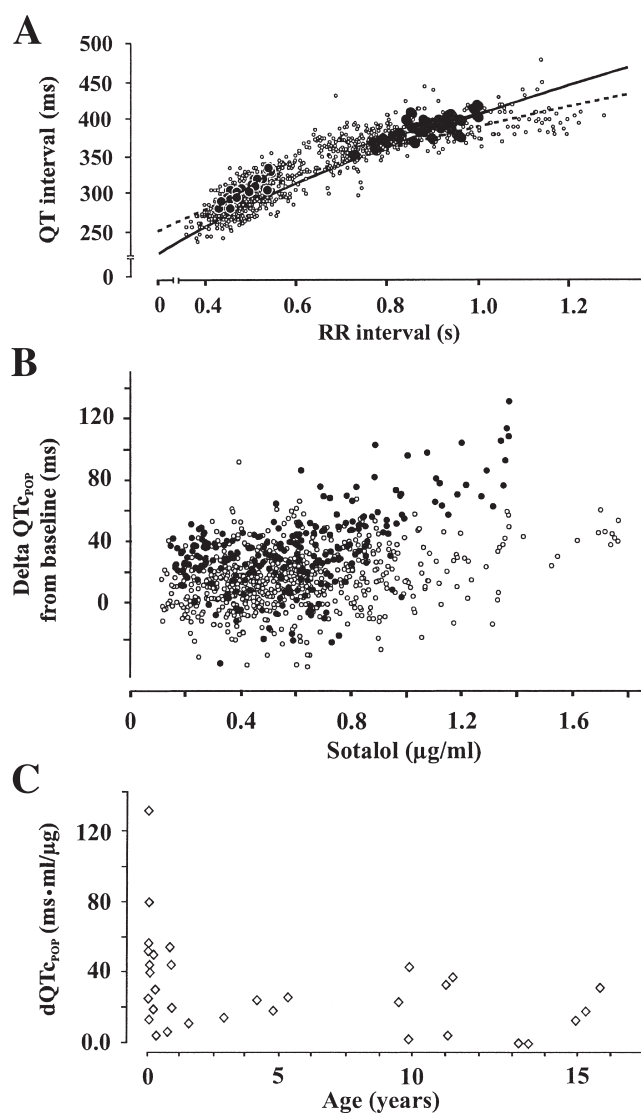 A
500
450
400
350
300
250
0
QT interval (ms)
0 0.4 0.6 0.8 1.0 1.2
RR interval (s)
B
120
80
40
0
Delta QTcPOP
from baseline (ms)
0 0.4 0.8 1.2 1.6
Sotalol (µg/ml)
C
120
80
40
0.0
dQTcPOP (ms•ml/µg)
0 5 10 15
Age (years)